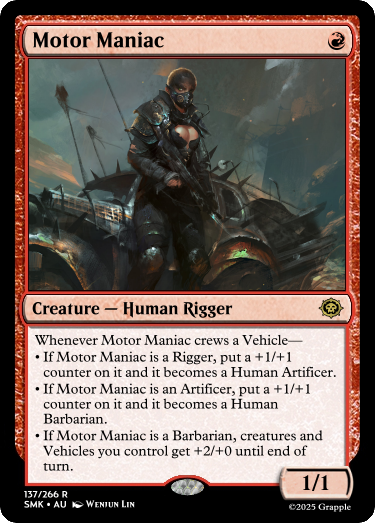 Motor Maniac
Creature — Human Rigger
Whenever Motor Maniac crews a Vehicle—
• If Motor Maniac is a Rigger, put a +1/+1
counter on it and it becomes a Human Artificer.
• If Motor Maniac is an Artificer, put a +1/+1
counter on it and it becomes a Human
Barbarian.
• If Motor Maniac is a Barbarian, creatures and
Vehicles you control get +2/+0 until end of
turn.
1/1
137/266 R
SMK • AU Wenjun Lin
©2025 Grapple